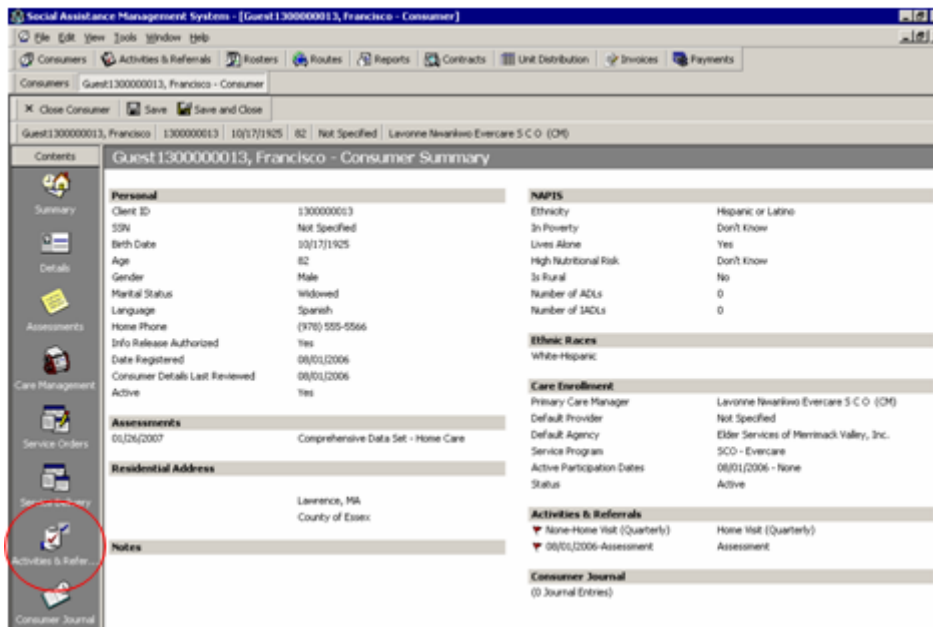 Social Assistance Management System - [Guest1300000013, Francisco - Consumer]
File Edit View Tools Window Help
Consumers Activities & Referrals Rosters Routes Reports Contracts Unit Distribution Invoices Payments
Consumers Guest1300000013, Francisco - Consumer
Close Consumer Save Save and Close
Guest1300000013, Francisco 1300000013 10/17/1925 82 Not Specified Lavonne Nwankwo Evercare S C O (CM)
Contents
Summary
Details
Assessments
Care Management
Service Orders
Service Delivery
Activities & Refer...
Consumer Journal
Guest1300000013, Francisco - Consumer Summary
Personal
Client ID 1300000013
SSN Not Specified
Birth Date 10/17/1925
Age 82
Gender Male
Marital Status Widowed
Language Spanish
Home Phone (978) 555-5566
Info Release Authorized Yes
Date Registered 08/01/2006
Consumer Details Last Reviewed 08/01/2006
Active Yes
Assessments
01/26/2007 Comprehensive Data Set - Home Care
Residential Address
Lawrence, MA
County of Essex
Notes
NAPIS
Ethnicity Hispanic or Latino
In Poverty Don't Know
Lives Alone Yes
High Nutritional Risk Don't Know
Is Rural No
Number of ADLs 0
Number of IADLs 0
Ethnic Races
White-Hispanic
Care Enrollment
Primary Care Manager Lavonne Nwankwo Evercare S C O (CM)
Default Provider Not Specified
Default Agency Elder Services of Merrimack Valley, Inc.
Service Program SCO - Evercare
Active Participation Dates 08/01/2006 - None
Status Active
Activities & Referrals
None-Home Visit (Quarterly) Home Visit (Quarterly)
08/01/2006-Assessment Assessment
Consumer Journal
(0 Journal Entries)